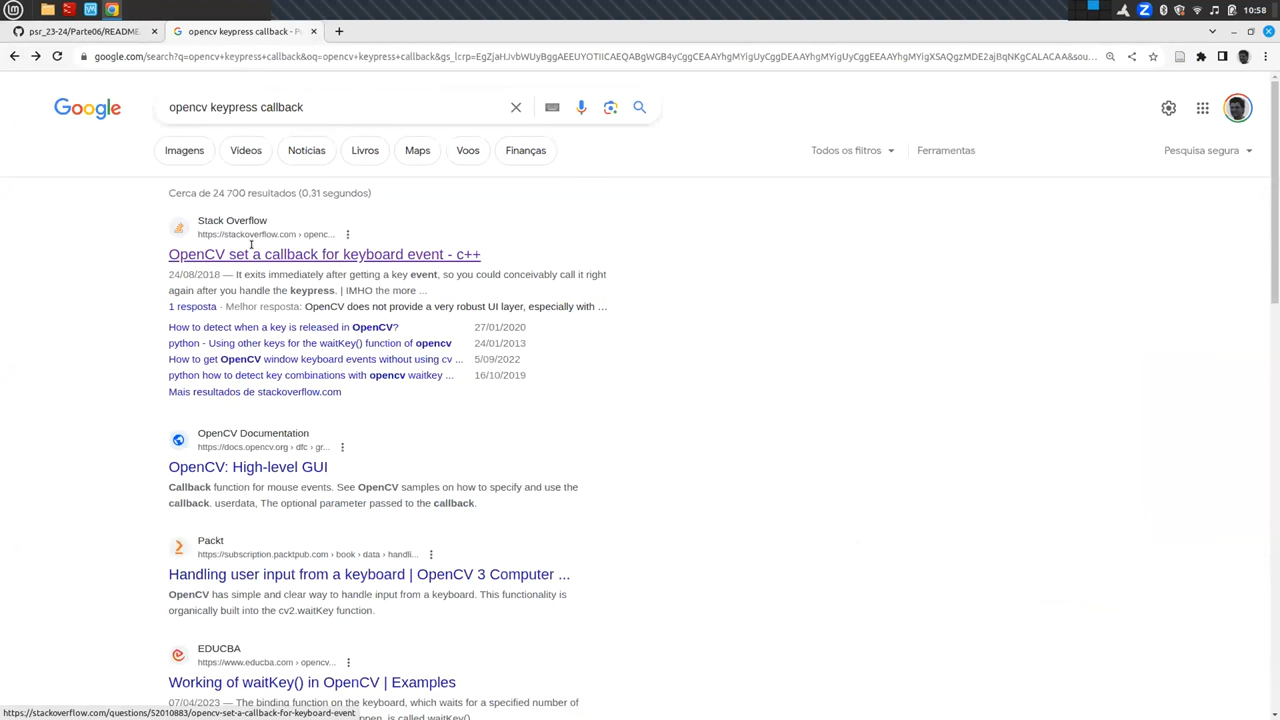 10:58
psr_23-24/Parte06/README.
opencv keypress callback - P
google.com/search?q=opencv+keypress+callback&oq=opencv+keypress+callback&gs_lcrp=EgZjaHJvbWUyBggAEEUYOTIICAEQABgWGB4yCggCEAAYhgMYigUyCggDEAAYhgMYigUyCggEEAAYhgMYigXSAQgzMDE2ajBqNKgCALACAA&sou...
Google
opencv keypress callback
Imagens
Vídeos
Notícias
Livros
Maps
Voos
Finanças
Todos os filtros
Ferramentas
Pesquisa segura
Cerca de 24 700 resultados (0,31 segundos)
Stack Overflow
https://stackoverflow.com › openc...
OpenCV set a callback for keyboard event - c++
24/08/2018 — It exits immediately after getting a key event, so you could conceivably call it right
again after you handle the keypress. | IMHO the more ...
1 resposta · Melhor resposta: OpenCV does not provide a very robust UI layer, especially with …
How to detect when a key is released in OpenCV? 27/01/2020
python - Using other keys for the waitKey() function of opencv 24/01/2013
How to get OpenCV window keyboard events without using cv ... 5/09/2022
python how to detect key combinations with opencv waitkey ... 16/10/2019
Mais resultados de stackoverflow.com
OpenCV Documentation
https://docs.opencv.org › dfc › gr...
OpenCV: High-level GUI
Callback function for mouse events. See OpenCV samples on how to specify and use the
callback. userdata, The optional parameter passed to the callback.
Packt
https://subscription.packtpub.com › book › data › handli...
Handling user input from a keyboard | OpenCV 3 Computer ...
OpenCV has simple and clear way to handle input from a keyboard. This functionality is
organically built into the cv2.waitKey function.
EDUCBA
https://www.educba.com › opencv...
Working of waitKey() in OpenCV | Examples
07/04/2023 — The binding function on the keyboard, which waits for a specified number of
https://stackoverflow.com/questions/52010883/opencv-set-a-callback-for-keyboard-event
ppen, is called waitKey()